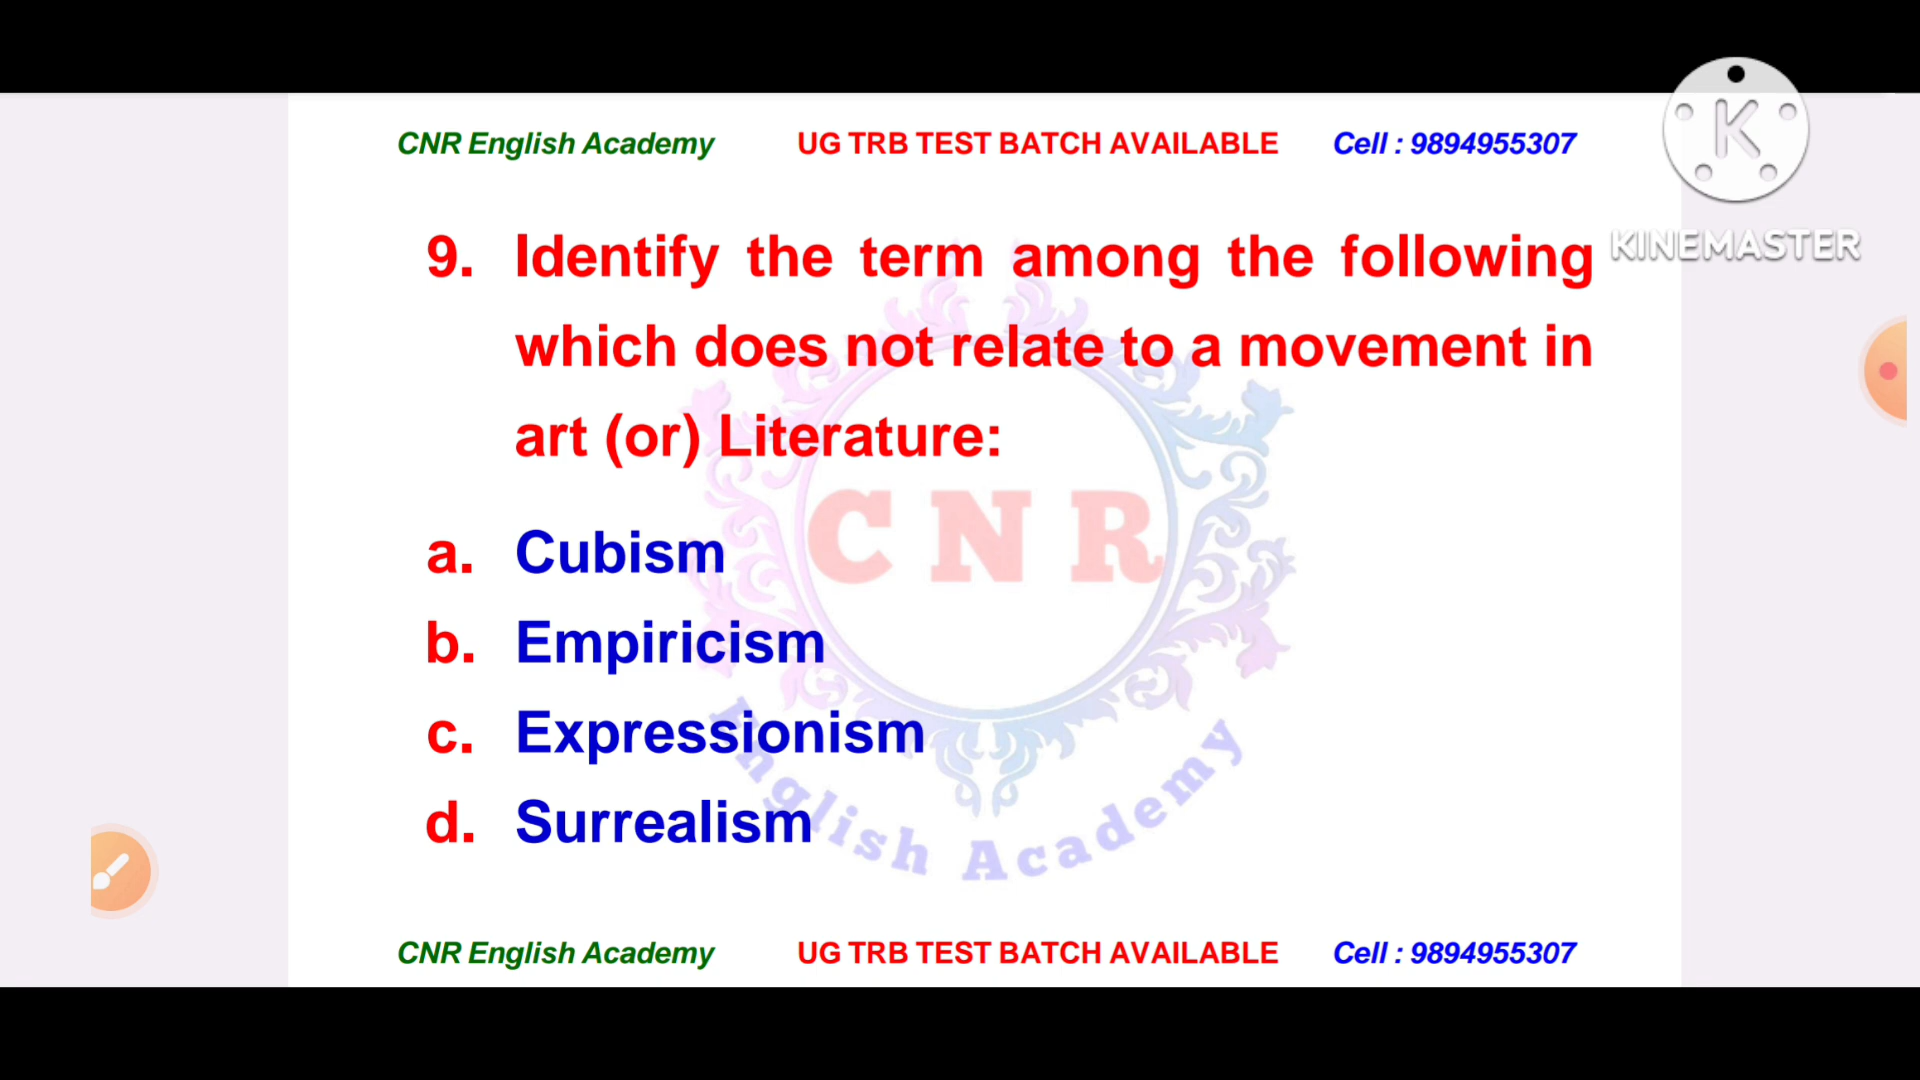 CNR English Academy UG TRB TEST BATCH AVAILABLE Cell : 9894955307
K
KINEMASTER
9. Identify the term among the following
which does not relate to a movement in
art (or) Literature:
C N R
a. Cubism
b. Empiricism
c. Expressionism
d. Surrealism
English Academy
CNR English Academy UG TRB TEST BATCH AVAILABLE Cell : 9894955307